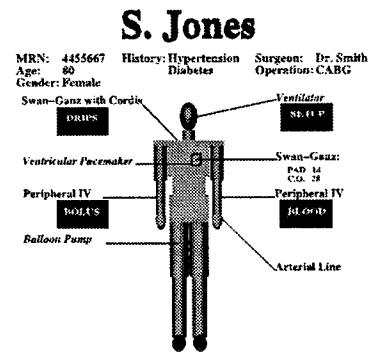 S. Jones
MRN: 4455667 History: Hypertension Surgeon: Dr. Smith
Age: 80 Diabetes Operation: CABG
Gender: Female
Swan-Ganz with Cordis Ventilator
DRIPS SETUP
Ventricular Pacemaker Swan-Ganz:
PAD 14
C.O. 28
Peripheral IV Peripheral IV
BOLUS BLOOD
Balloon Pump
Arterial Line